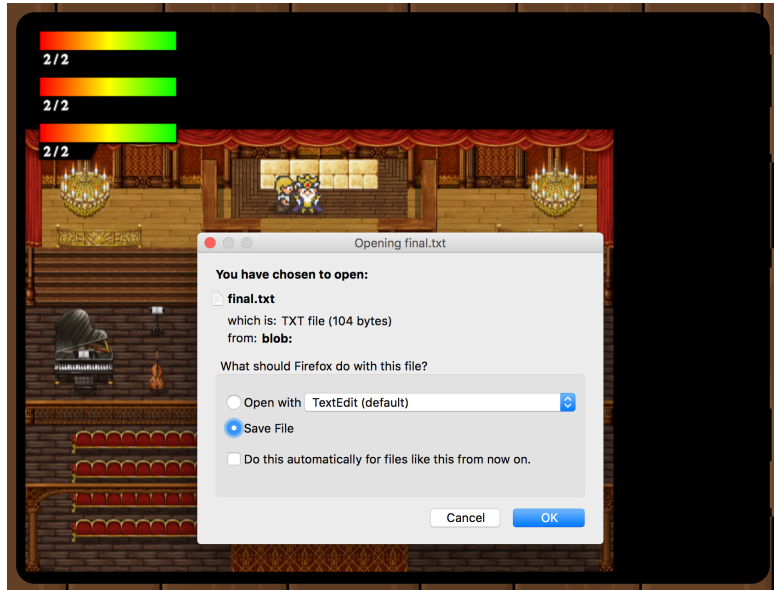 2/2
2/2
2/2
Opening final.txt
You have chosen to open:
final.txt
which is: TXT file (104 bytes)
from: blob:
What should Firefox do with this file?
Open with TextEdit (default)
Save File
Do this automatically for files like this from now on.
Cancel OK